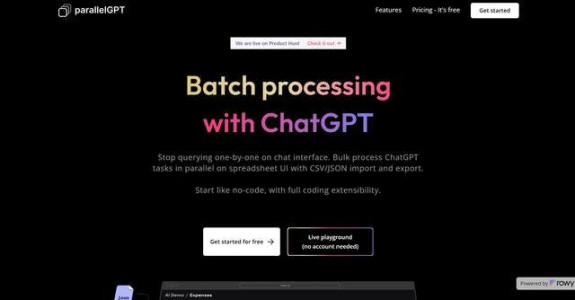 parallelGPT
Features
Pricing - It's free
Get started
We are live on Product Hunt
Check it out →
Batch processing
with ChatGPT
Stop querying one-by-one on chat interface. Bulk process ChatGPT
tasks in parallel on spreadsheet UI with CSV/JSON import and export.
Start like no-code, with full coding extensibility.
Get started for free →
Live playground
(no account needed)
AI Demo / Expenses
Powered by rowy